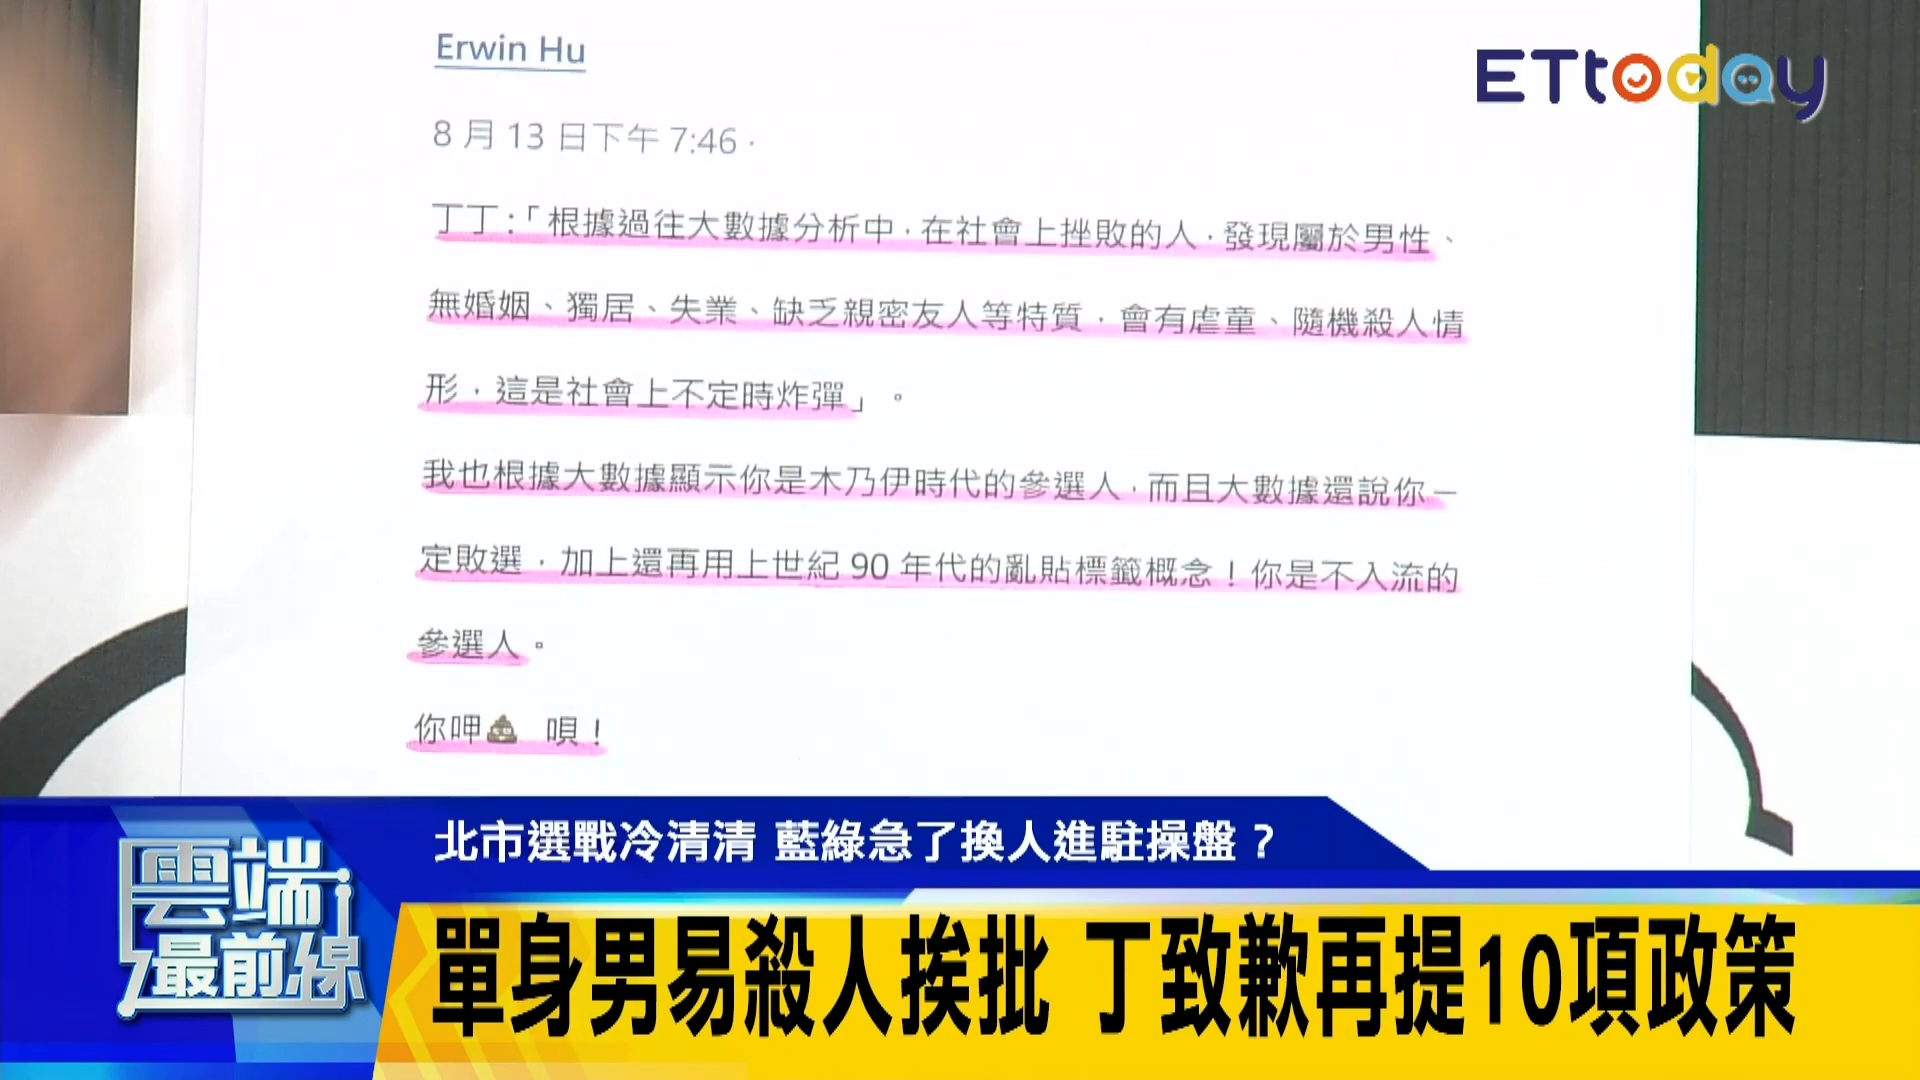 Erwin Hu
ETtoday
8 月 13 日下午 7:46 ·
丁丁:「根據過往大數據分析中，在社會上挫敗的人，發現屬於男性、
無婚姻、獨居、失業、缺乏親密友人等特質，會有虐童、隨機殺人情
形，這是社會上不定時炸彈」。
我也根據大數據顯示你是木乃伊時代的參選人，而且大數據還說你一
定敗選，加上還再用上世紀 90 年代的亂貼標籤概念！你是不入流的
參選人。
你呷💩 唄！
北市選戰冷清清 藍綠急了換人進駐操盤？
雲端最前線
單身男易殺人挨批 丁致歉再提10項政策